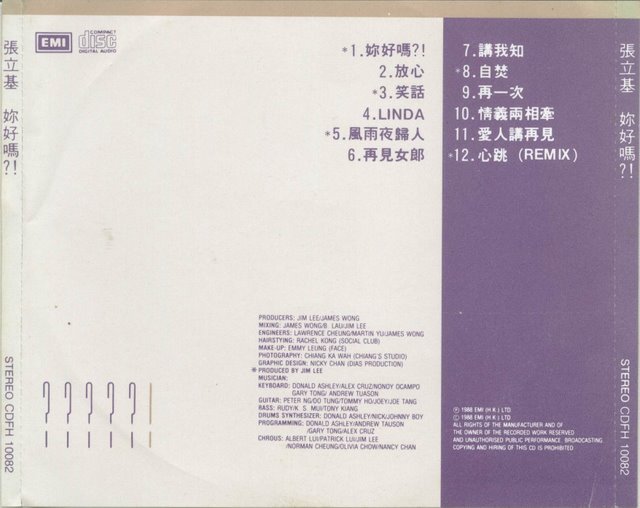 張立基 妳好嗎?!
STEREO CDFH 10082
EMI
COMPACT
disc
DIGITAL AUDIO
*1. 妳好嗎?!
2. 放心
*3. 笑話
4. LINDA
*5. 風雨夜歸人
6. 再見女郎
7. 講我知
*8. 自焚
9. 再一次
10. 情義兩相牽
11. 愛人講再見
*12. 心跳 (REMIX)
PRODUCERS: JIM LEE/JAMES WONG
MIXING: JAMES WONG/B. LAU/JIM LEE
ENGINEERS: LAWRENCE CHEUNG/MARTIN YU/JAMES WONG
HAIRSTYING: RACHEL KONG (SOCIAL CLUB)
MAKE-UP: EMMY LEUNG (FACE)
PHOTOGRAPHY: CHIANG KA WAH (CHIANG'S STUDIO)
GRAPHIC DESIGN: NICKY CHAN (DIAS PRODUCTION)
* PRODUCED BY JIM LEE
MUSICIAN:
KEYBOARD: DONALD ASHLEY/ALEX CRUZ/NONOY OCAMPO
GARY TONG/ ANDREW TUASON
GUITAR: PETER NG/DO TUNG/TOMMY HO/JOEY/JOE TANG
BASS: RUDY/K. S. MUI/TONY KIANG
DRUMS SYNTHESIZER: DONALD ASHLEY/NICK/JOHNNY BOY
PROGRAMMING: DONALD ASHLEY/ANDREW TAUSON
/GARY TONG/ALEX CRUZ
CHROUS: ALBERT LUI/PATRICK LUI/JIM LEE
/NORMAN CHEUNG/OLIVIA CHOW/NANCY CHAN
????!
℗ 1988 EMI (H.K.) LTD
© 1988 EMI (H.K.) LTD
ALL RIGHTS OF THE MANUFACTURER AND OF
THE OWNER OF THE RECORDED WORK RESERVED
AND UNAUTHORISED PUBLIC PERFORMANCE BROADCASTING
COPYING AND HIRING OF THIS CD IS PROHIBITED
張立基 妳好嗎?!
STEREO CDFH 10082